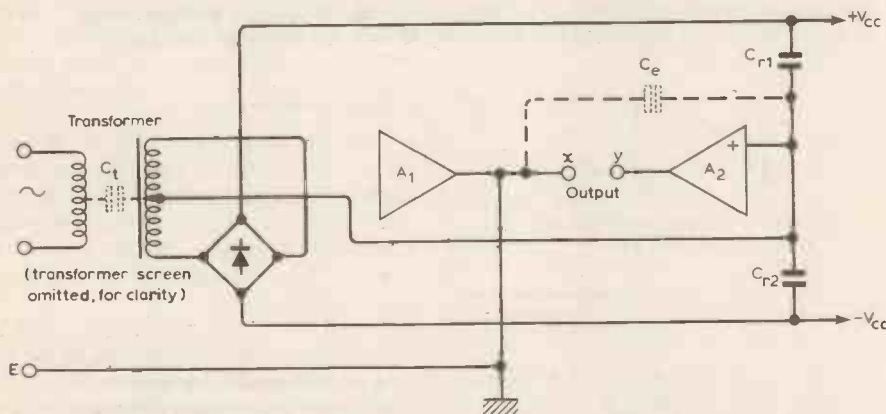 +Vcc
Cr1
Ce
Transformer
Ct
A1
x
y
Output
A2
+
(transformer screen
omitted, for clarity)
Cr2
-Vcc
E